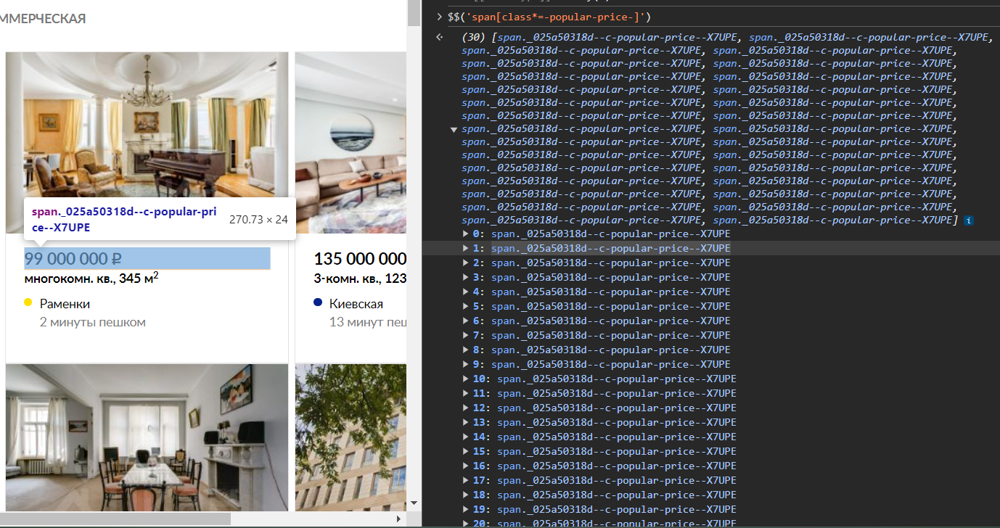 ММЕРЧЕСКАЯ
span._025a50318d--c-popular-pri
ce--X7UPE
270.73 × 24
99 000 000 ₽
многокомн. кв., 345 м²
Раменки
2 минуты пешком
135 000 000
3-комн. кв., 123
Киевская
13 минут пеш
$$('span[class*=-popular-price-]')
(30) [span._025a50318d--c-popular-price--X7UPE, span._025a50318d--c-popular-price--X7UPE,
span._025a50318d--c-popular-price--X7UPE, span._025a50318d--c-popular-price--X7UPE,
span._025a50318d--c-popular-price--X7UPE, span._025a50318d--c-popular-price--X7UPE,
span._025a50318d--c-popular-price--X7UPE, span._025a50318d--c-popular-price--X7UPE,
span._025a50318d--c-popular-price--X7UPE, span._025a50318d--c-popular-price--X7UPE,
span._025a50318d--c-popular-price--X7UPE, span._025a50318d--c-popular-price--X7UPE,
span._025a50318d--c-popular-price--X7UPE, span._025a50318d--c-popular-price--X7UPE,
span._025a50318d--c-popular-price--X7UPE, span._025a50318d--c-popular-price--X7UPE,
span._025a50318d--c-popular-price--X7UPE, span._025a50318d--c-popular-price--X7UPE,
span._025a50318d--c-popular-price--X7UPE, span._025a50318d--c-popular-price--X7UPE,
span._025a50318d--c-popular-price--X7UPE, span._025a50318d--c-popular-price--X7UPE,
span._025a50318d--c-popular-price--X7UPE, span._025a50318d--c-popular-price--X7UPE,
span._025a50318d--c-popular-price--X7UPE, span._025a50318d--c-popular-price--X7UPE,
span._025a50318d--c-popular-price--X7UPE, span._025a50318d--c-popular-price--X7UPE,
span._025a50318d--c-popular-price--X7UPE, span._025a50318d--c-popular-price--X7UPE] i
0: span._025a50318d--c-popular-price--X7UPE
1: span._025a50318d--c-popular-price--X7UPE
2: span._025a50318d--c-popular-price--X7UPE
3: span._025a50318d--c-popular-price--X7UPE
4: span._025a50318d--c-popular-price--X7UPE
5: span._025a50318d--c-popular-price--X7UPE
6: span._025a50318d--c-popular-price--X7UPE
7: span._025a50318d--c-popular-price--X7UPE
8: span._025a50318d--c-popular-price--X7UPE
9: span._025a50318d--c-popular-price--X7UPE
10: span._025a50318d--c-popular-price--X7UPE
11: span._025a50318d--c-popular-price--X7UPE
12: span._025a50318d--c-popular-price--X7UPE
13: span._025a50318d--c-popular-price--X7UPE
14: span._025a50318d--c-popular-price--X7UPE
15: span._025a50318d--c-popular-price--X7UPE
16: span._025a50318d--c-popular-price--X7UPE
17: span._025a50318d--c-popular-price--X7UPE
18: span._025a50318d--c-popular-price--X7UPE
19: span._025a50318d--c-popular-price--X7UPE
20: span._025a50318d--c-popular-price--X7UPE